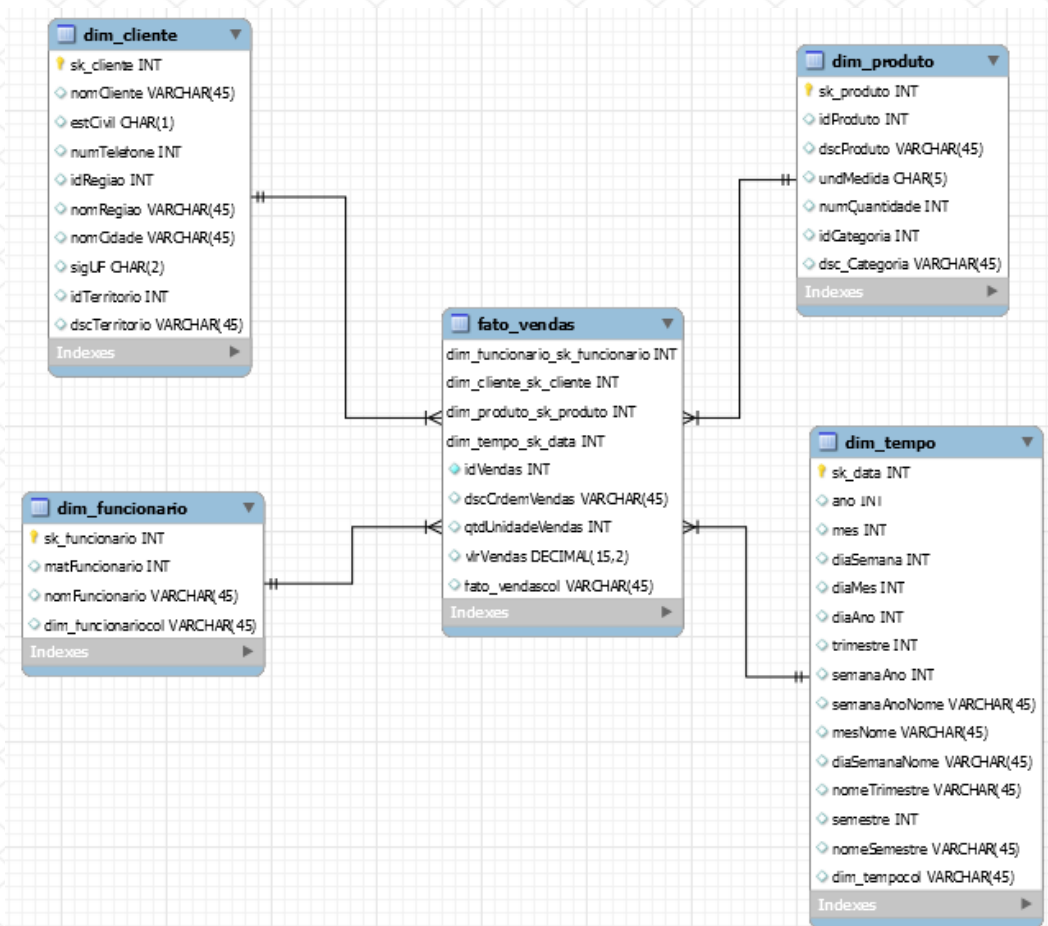 dim_cliente
sk_cliente INT
nomCliente VARCHAR(45)
estCivil CHAR(1)
numTelefone INT
idRegiao INT
nomRegiao VARCHAR(45)
nomCidade VARCHAR(45)
sigUF CHAR(2)
idTerritorio INT
dscTerritorio VARCHAR(45)
Indexes
dim_produto
sk_produto INT
idProduto INT
dscProduto VARCHAR(45)
undMedida CHAR(5)
numQuantidade INT
idCategoria INT
dsc_Categoria VARCHAR(45)
Indexes
fato_vendas
dim_funcionario_sk_funcionario INT
dim_cliente_sk_cliente INT
dim_produto_sk_produto INT
dim_tempo_sk_data INT
idVendas INT
dscOrdemVendas VARCHAR(45)
qtdUnidadeVendas INT
vlrVendas DECIMAL(15,2)
fato_vendascol VARCHAR(45)
Indexes
dim_funcionario
sk_funcionario INT
matFuncionario INT
nomFuncionario VARCHAR(45)
dim_funcionariocol VARCHAR(45)
Indexes
dim_tempo
sk_data INT
ano INT
mes INT
diaSemana INT
diaMes INT
diaAno INT
trimestre INT
semanaAno INT
semanaAnoNome VARCHAR(45)
mesNome VARCHAR(45)
diaSemanaNome VARCHAR(45)
nomeTrimestre VARCHAR(45)
semestre INT
nomeSemestre VARCHAR(45)
dim_tempocol VARCHAR(45)
Indexes